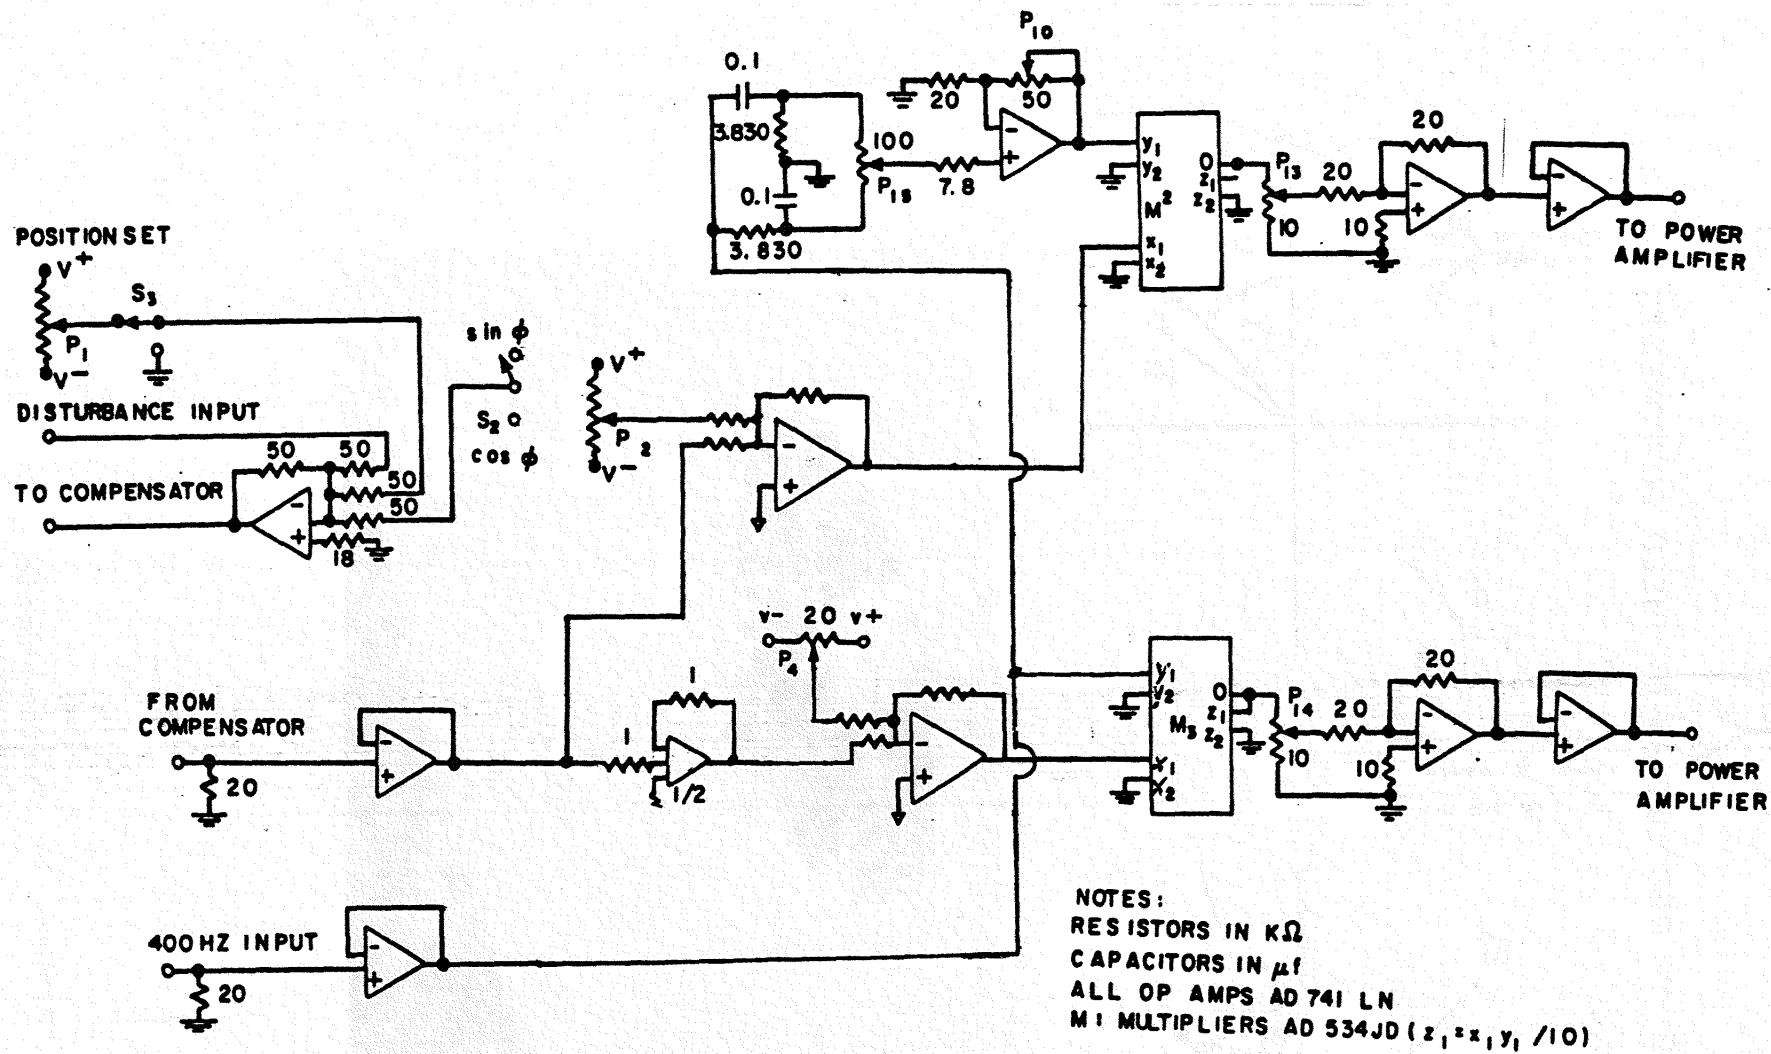 P10
0.1
20
50
3.830
100
P15
7.8
0.1
3.830
y1
y2
M2
x1
x2
0
z1
z2
P13
20
20
10
10
TO POWER
AMPLIFIER
POSITION SET
V+
S3
P1
V-
DISTURBANCE INPUT
50
50
50
50
18
TO COMPENSATOR
sin ϕ
S2
cos ϕ
V+
P2
V-
v- 20 v+
P4
FROM
COMPENSATOR
20
1
1
1/2
y1
y2
M3
x1
x2
0
z1
z2
P14
20
20
10
10
TO POWER
AMPLIFIER
400HZ INPUT
20
NOTES:
RESISTORS IN KΩ
CAPACITORS IN μf
ALL OP AMPS AD 741 LN
M: MULTIPLIERS AD 534JD (z1=x1y1/10)